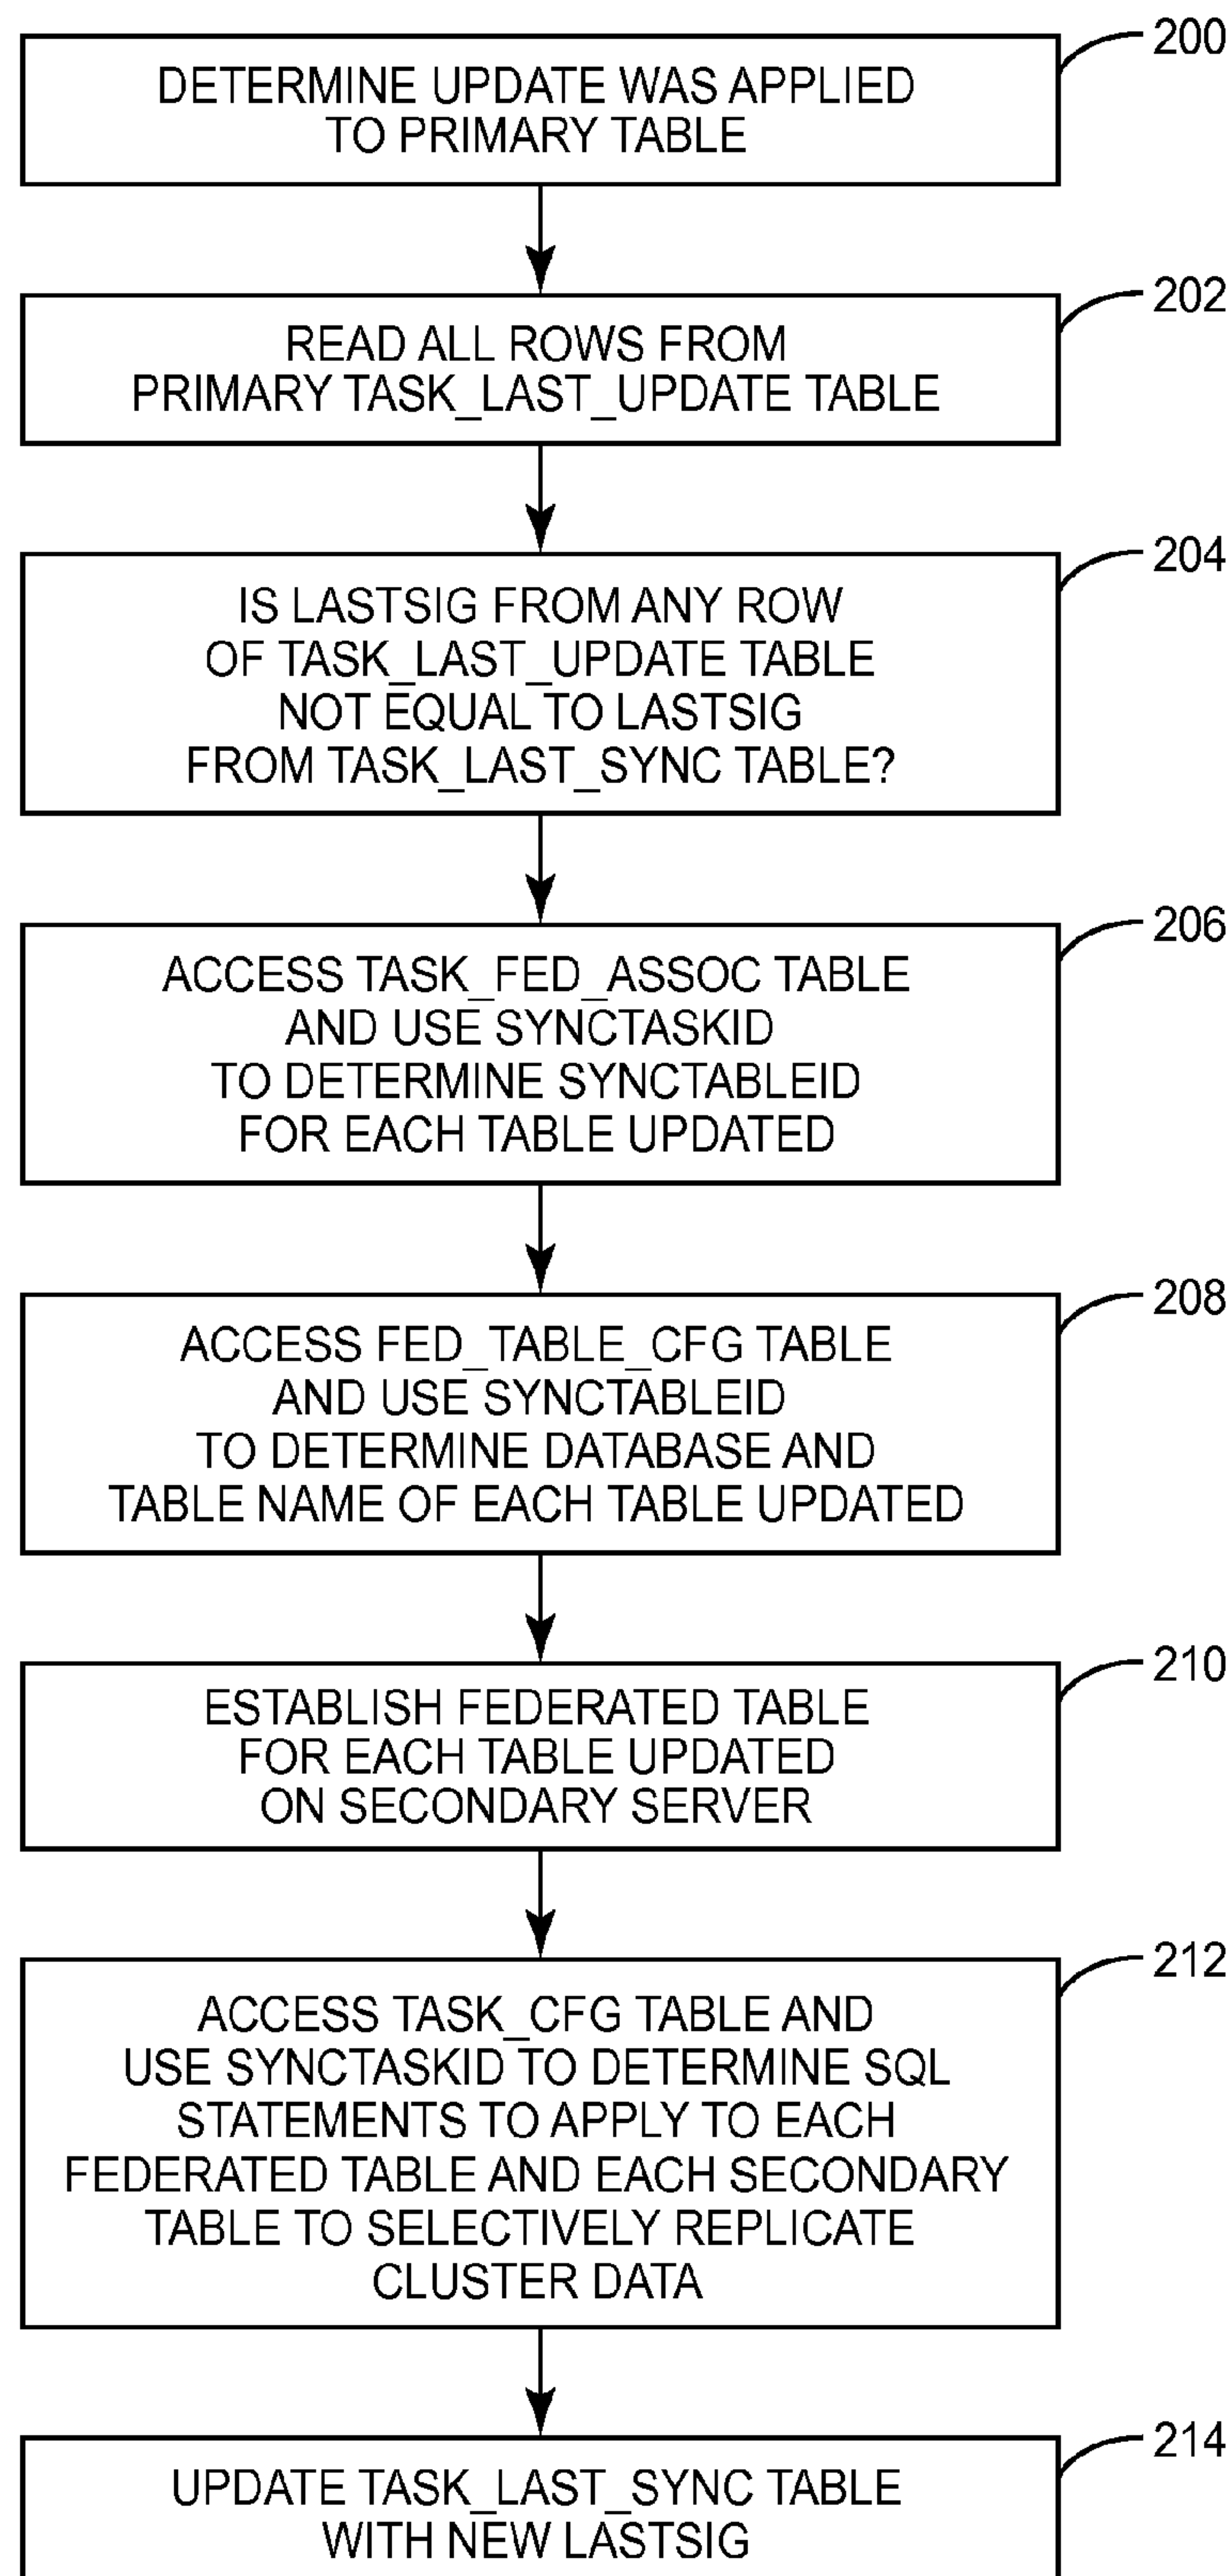 200
DETERMINE UPDATE WAS APPLIED
TO PRIMARY TABLE
202
READ ALL ROWS FROM
PRIMARY TASK_LAST_UPDATE TABLE
204
IS LASTSIG FROM ANY ROW
OF TASK_LAST_UPDATE TABLE
NOT EQUAL TO LASTSIG
FROM TASK_LAST_SYNC TABLE?
206
ACCESS TASK_FED_ASSOC TABLE
AND USE SYNCTASKID
TO DETERMINE SYNCTABLEID
FOR EACH TABLE UPDATED
208
ACCESS FED_TABLE_CFG TABLE
AND USE SYNCTABLEID
TO DETERMINE DATABASE AND
TABLE NAME OF EACH TABLE UPDATED
210
ESTABLISH FEDERATED TABLE
FOR EACH TABLE UPDATED
ON SECONDARY SERVER
212
ACCESS TASK_CFG TABLE AND
USE SYNCTASKID TO DETERMINE SQL
STATEMENTS TO APPLY TO EACH
FEDERATED TABLE AND EACH SECONDARY
TABLE TO SELECTIVELY REPLICATE
CLUSTER DATA
214
UPDATE TASK_LAST_SYNC TABLE
WITH NEW LASTSIG